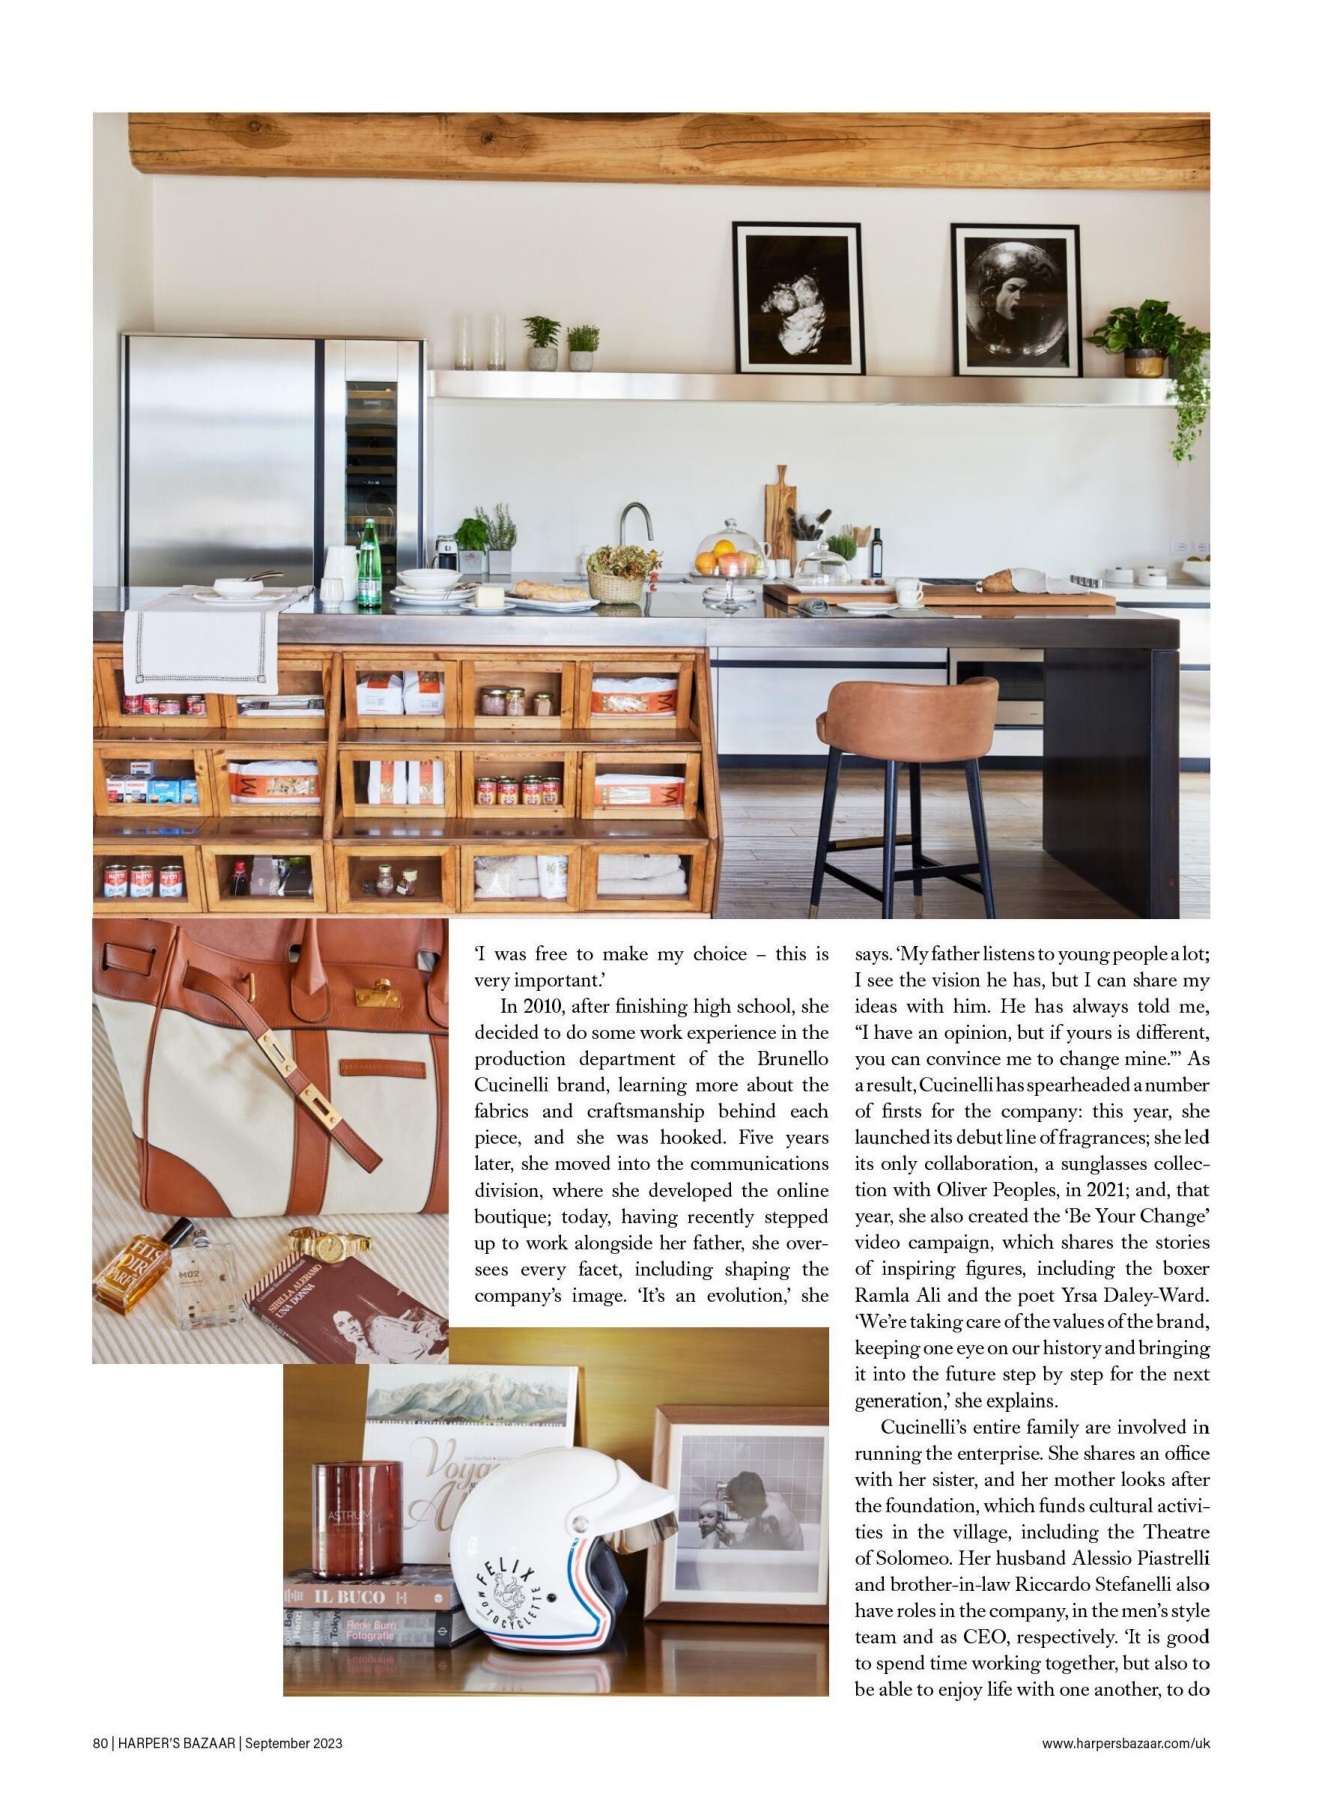 M
M
M
M
MUTTI
MUTTI
MUTTI
POLPA
POLPA
BRUNELLO CUCINELLI
M02
SIBILLA ALERAMO
UNA DONNA
‘I was free to make my choice – this is
very important.’
In 2010, after finishing high school, she
decided to do some work experience in the
production department of the Brunello
Cucinelli brand, learning more about the
fabrics and craftsmanship behind each
piece, and she was hooked. Five years
later, she moved into the communications
division, where she developed the online
boutique; today, having recently stepped
up to work alongside her father, she over-
sees every facet, including shaping the
company’s image. ‘It’s an evolution,’ she
says. ‘My father listens to young people a lot;
I see the vision he has, but I can share my
ideas with him. He has always told me,
“I have an opinion, but if yours is different,
you can convince me to change mine.”’ As
a result, Cucinelli has spearheaded a number
of firsts for the company: this year, she
launched its debut line of fragrances; she led
its only collaboration, a sunglasses collec-
tion with Oliver Peoples, in 2021; and, that
year, she also created the ‘Be Your Change’
video campaign, which shares the stories
of inspiring figures, including the boxer
Ramla Ali and the poet Yrsa Daley-Ward.
‘We’re taking care of the values of the brand,
keeping one eye on our history and bringing
it into the future step by step for the next
generation,’ she explains.
Cucinelli’s entire family are involved in
running the enterprise. She shares an office
with her sister, and her mother looks after
the foundation, which funds cultural activi-
ties in the village, including the Theatre
of Solomeo. Her husband Alessio Piastrelli
and brother-in-law Riccardo Stefanelli also
have roles in the company, in the men’s style
team and as CEO, respectively. ‘It is good
to spend time working together, but also to
be able to enjoy life with one another, to do
ASTRUM
IL BUCO
René Burri
Fotografie
Tokyo
FELIX
MOTOCYCLETTE
80 | HARPER’S BAZAAR | September 2023
www.harpersbazaar.com/uk